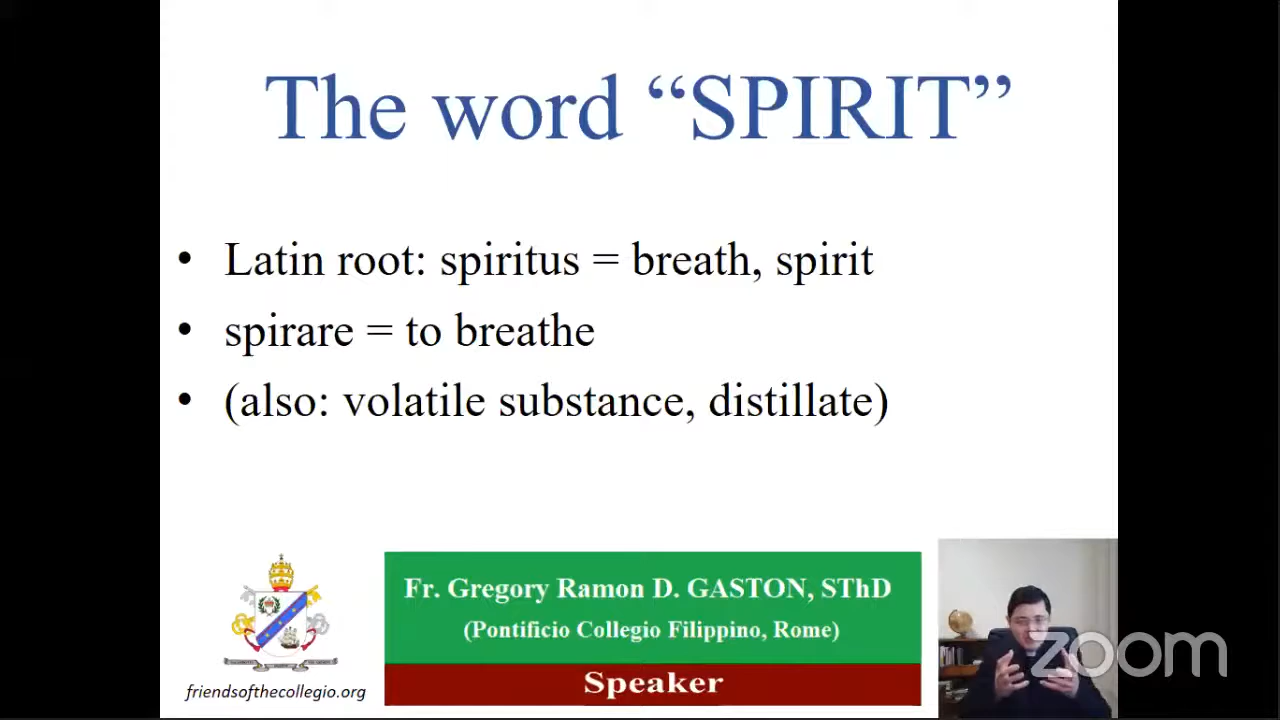 The word “SPIRIT”
• Latin root: spiritus = breath, spirit
• spirare = to breathe
• (also: volatile substance, distillate)
Fr. Gregory Ramon D. GASTON, SThD
(Pontificio Collegio Filippino, Rome)
Speaker
friendsofthecollegio.org
zoom